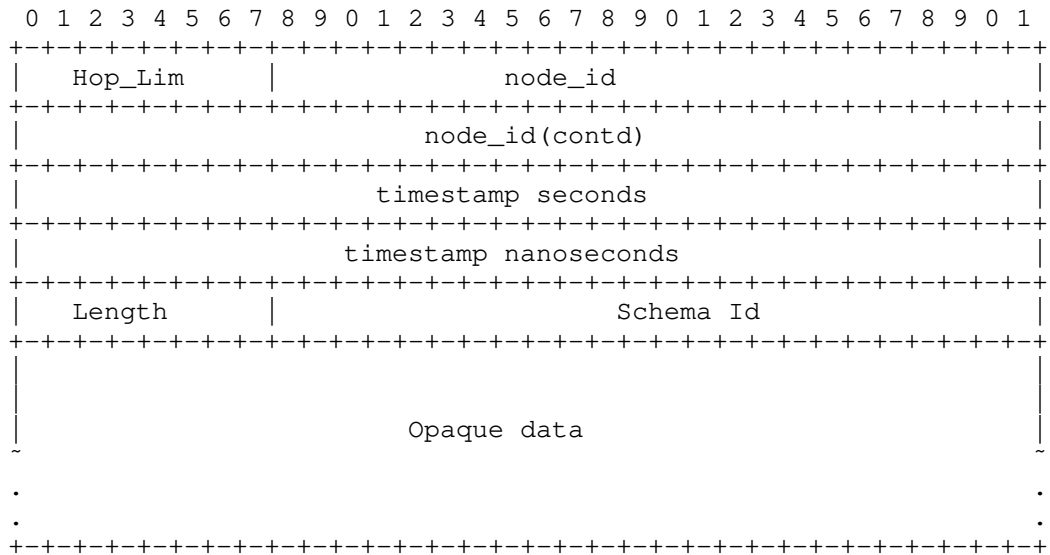 0 1 2 3 4 5 6 7 8 9 0 1 2 3 4 5 6 7 8 9 0 1 2 3 4 5 6 7 8 9 0 1
+-+-+-+-+-+-+-+-+-+-+-+-+-+-+-+-+-+-+-+-+-+-+-+-+-+-+-+-+-+-+-+-+
|   Hop_Lim     |              node_id                          |
+-+-+-+-+-+-+-+-+-+-+-+-+-+-+-+-+-+-+-+-+-+-+-+-+-+-+-+-+-+-+-+-+
|                         node_id(contd)                        |
+-+-+-+-+-+-+-+-+-+-+-+-+-+-+-+-+-+-+-+-+-+-+-+-+-+-+-+-+-+-+-+-+
|                      timestamp seconds                        |
+-+-+-+-+-+-+-+-+-+-+-+-+-+-+-+-+-+-+-+-+-+-+-+-+-+-+-+-+-+-+-+-+
|                    timestamp nanoseconds                      |
+-+-+-+-+-+-+-+-+-+-+-+-+-+-+-+-+-+-+-+-+-+-+-+-+-+-+-+-+-+-+-+-+
|   Length      |                     Schema Id                 |
+-+-+-+-+-+-+-+-+-+-+-+-+-+-+-+-+-+-+-+-+-+-+-+-+-+-+-+-+-+-+-+-+
|                                                               |
|                                                               |
|                        Opaque data                            |
~                                                               ~
.                                                               .
.                                                               .
+-+-+-+-+-+-+-+-+-+-+-+-+-+-+-+-+-+-+-+-+-+-+-+-+-+-+-+-+-+-+-+-+